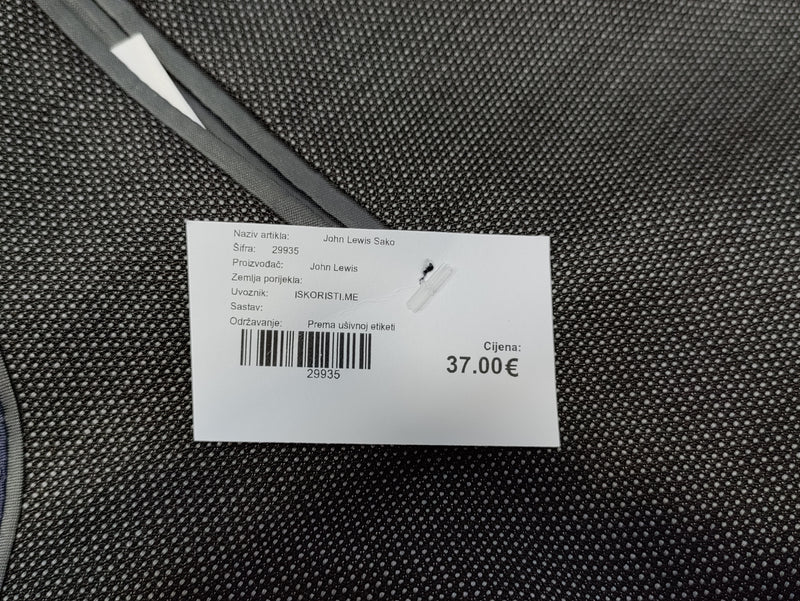 Naziv artikla: John Lewis Sako
Šifra: 29935
Proizvođač: John Lewis
Zemlja porijekla:
Uvoznik: ISKORISTI.ME
Sastav:
Održavanje: Prema ušivnoj etiketi
29935
Cijena:
37.00€